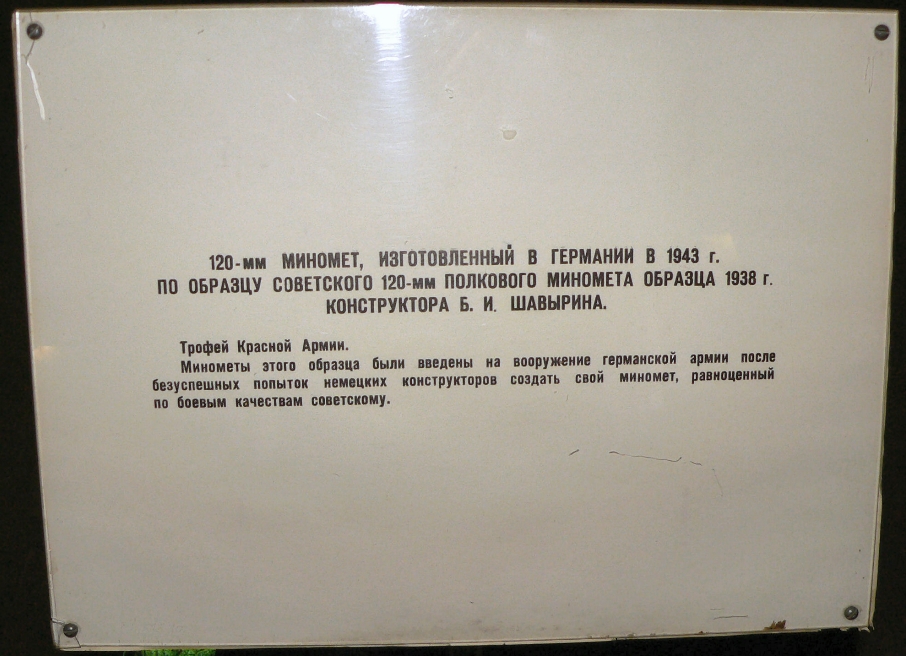 120-мм МИНОМЕТ, ИЗГОТОВЛЕННЫЙ В ГЕРМАНИИ В 1943 г.
ПО ОБРАЗЦУ СОВЕТСКОГО 120-мм ПОЛКОВОГО МИНОМЕТА ОБРАЗЦА 1938 г.
КОНСТРУКТОРА Б. И. ШАВЫРИНА.
Трофей Красной Армии.
Минометы этого образца были введены на вооружение германской армии после
безуспешных попыток немецких конструкторов создать свой миномет, равноценный
по боевым качествам советскому.